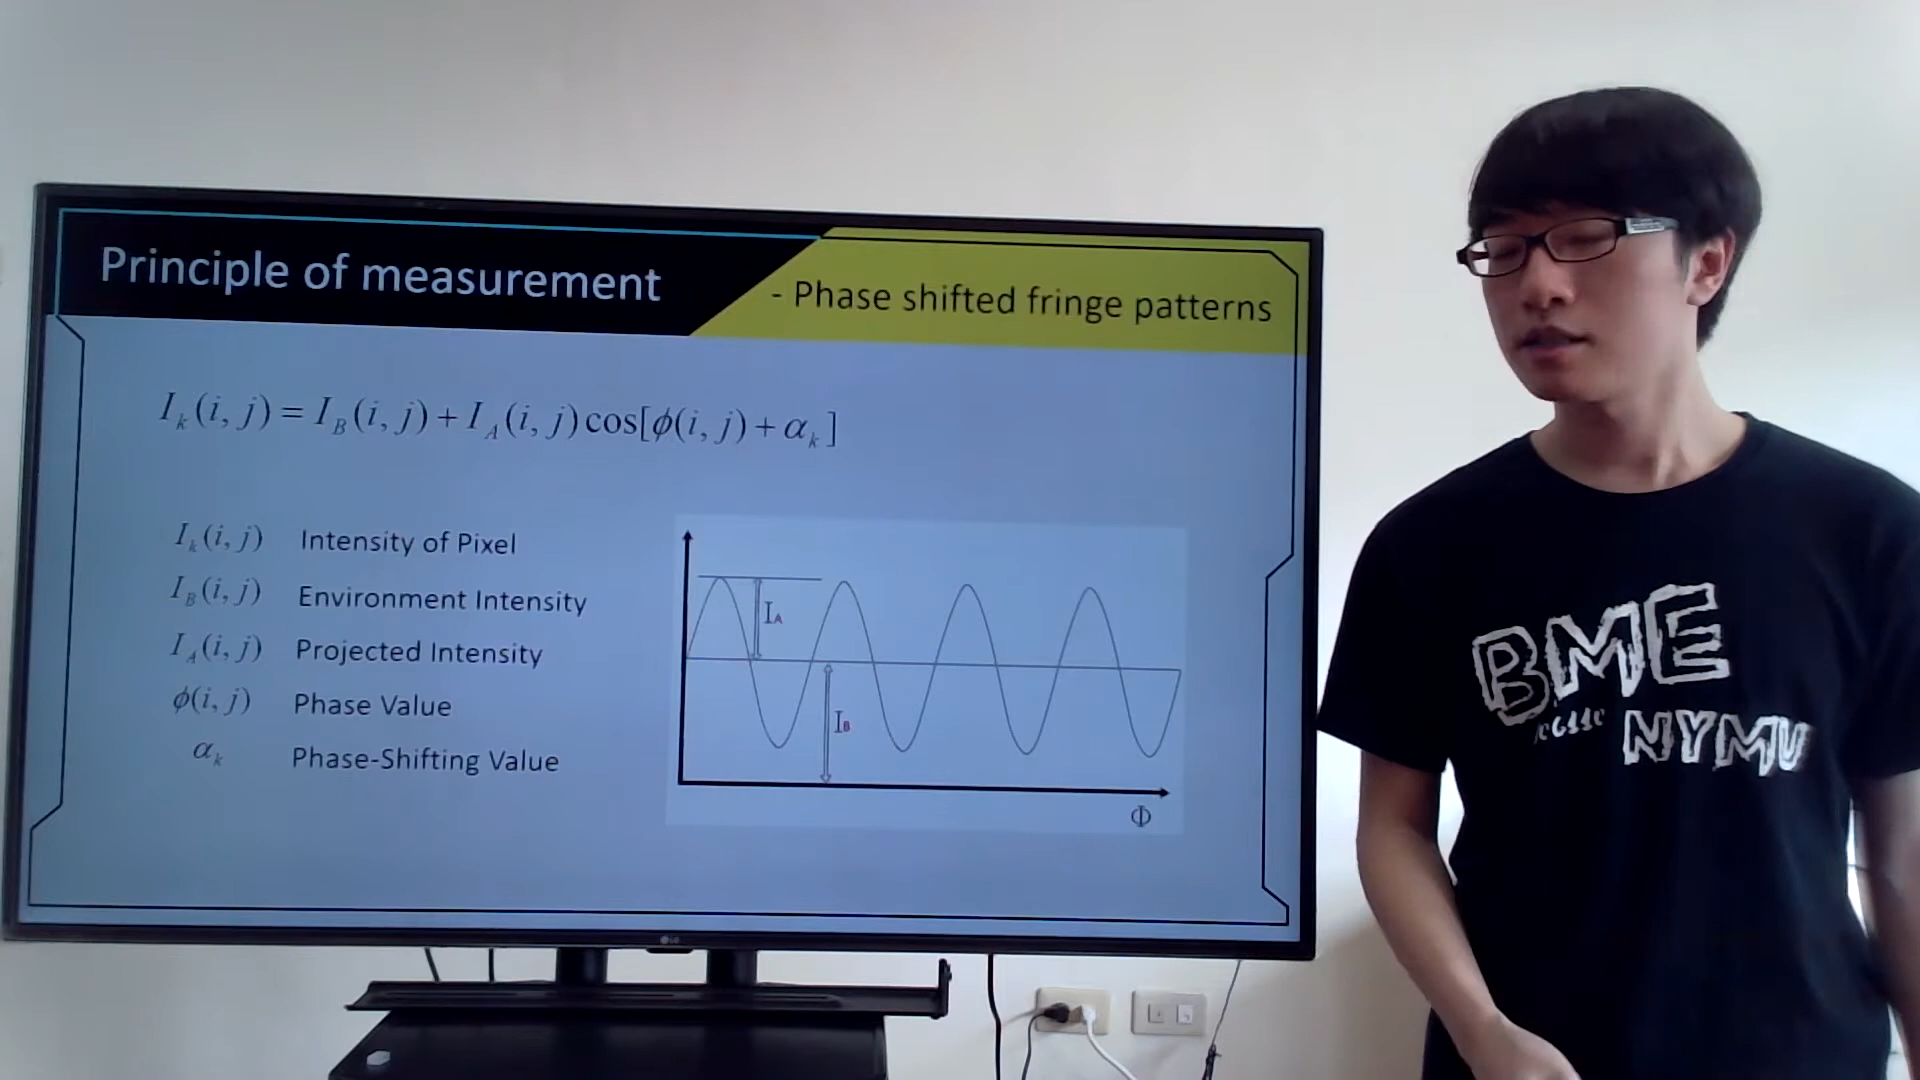 Principle of measurement
- Phase shifted fringe patterns
I_k(i, j) = I_B(i, j) + I_A(i, j) cos[ϕ(i, j) + α_k]
I_k(i, j) Intensity of Pixel
I_B(i, j) Environment Intensity
I_A(i, j) Projected Intensity
ϕ(i, j) Phase Value
α_k Phase-Shifting Value
I_A
I_B
Φ
LG
BME
NYMU